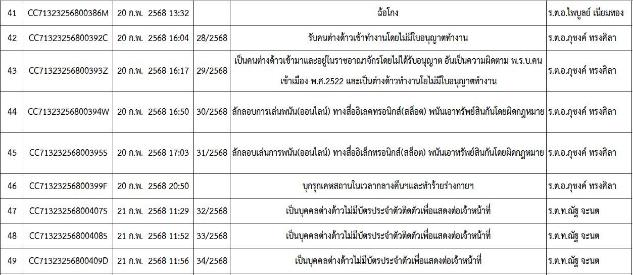 41 CC71323256800386M 20 ก.พ. 2568 13:32 ฉ้อโกง ร.ต.อ.ไพบูลย์ เนียมทอง
42 CC71323256800392C 20 ก.พ. 2568 16:04 28/2568 รับคนต่างด้าวเข้าทำงานโดยไม่มีใบอนุญาตทำงาน ร.ต.อ.ภุชงค์ ทรงศิลา
เป็นคนต่างด้าวเข้ามาและอยู่ในราชอาณาจักรโดยไม่ได้รับอนุญาต อันเป็นความผิดตาม พ.ร.บ.คน
43 CC71323256800393Z 20 ก.พ. 2568 16:17 29/2568 ร.ต.อ.ภุชงค์ ทรงศิลา
เข้าเมือง พ.ศ.2522 และเป็นต่างด้าวทำงานโยไม่มีใบอนุญาตทำงาน
44 CC71323256800394W 20 ก.พ. 2568 16:50 30/2568 ลักลอบการเล่นพนัน(ออนไลน์) ทางสื่ออิเลคทรอนิกส์(สล็อต) พนันเอาทรัพย์สินกันโดยผิดกฎหมาย ร.ต.อ.ภุชงค์ ทรงศิลา
45 CC71323256800395S 20 ก.พ. 2568 17:03 31/2568 ลักลอบเล่นการพนัน(ออนไลน์) ทางสื่ออิเล็กทรอนิกส์(สล็อต) พนันเอาทรัพย์สินกันโดยผิดกฎหมาย ร.ต.อ.ภุชงค์ ทรงศิลา
46 CC71323256800399F 20 ก.พ. 2568 20:50 บุกรุกเคหสถานในเวลากลางคืนฯและทำร้ายร่างกายฯ ร.ต.อ.ภุชงค์ ทรงศิลา
47 CC71323256800407S 21 ก.พ. 2568 11:29 32/2568 เป็นบุคคลต่างด้าวไม่มีบัตรประจำตัวติดตัวเพื่อแสดงต่อเจ้าหน้าที่ ร.ต.ท.ณัฐ จะนต
48 CC71323256800408S 21 ก.พ. 2568 11:52 33/2568 เป็นบุคคลต่างด้าวไม่มีบัตรประจำตัวติดตัวเพื่อแสดงต่อเจ้าหน้าที่ ร.ต.ท.ณัฐ จะนต
49 CC71323256800409D 21 ก.พ. 2568 11:56 34/2568 เป็นบุคคลต่างด้าวไม่มีบัตรประจำตัวติดตัวเพื่อแสดงต่อเจ้าหน้าที่ ร.ต.ท.ณัฐ จะนต